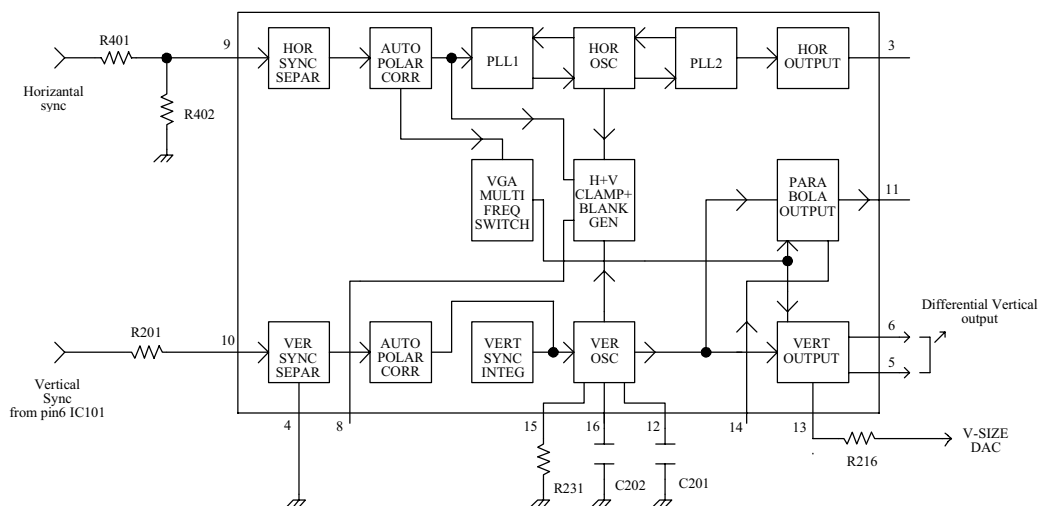 R401
R402
Horizantal
sync
9
HOR
SYNC
SEPAR
AUTO
POLAR
CORR
PLL1
HOR
OSC
PLL2
HOR
OUTPUT
3
VGA
MULTI
FREQ
SWITCH
H+V
CLAMP+
BLANK
GEN
PARA
BOLA
OUTPUT
11
R201
Vertical
Sync
from pin6 IC101
10
VER
SYNC
SEPAR
AUTO
POLAR
CORR
VERT
SYNC
INTEG
VER
OSC
VERT
OUTPUT
6
5
Differential Vertical
output
4
8
15
16
12
14
13
R231
C202
C201
R216
V-SIZE
DAC